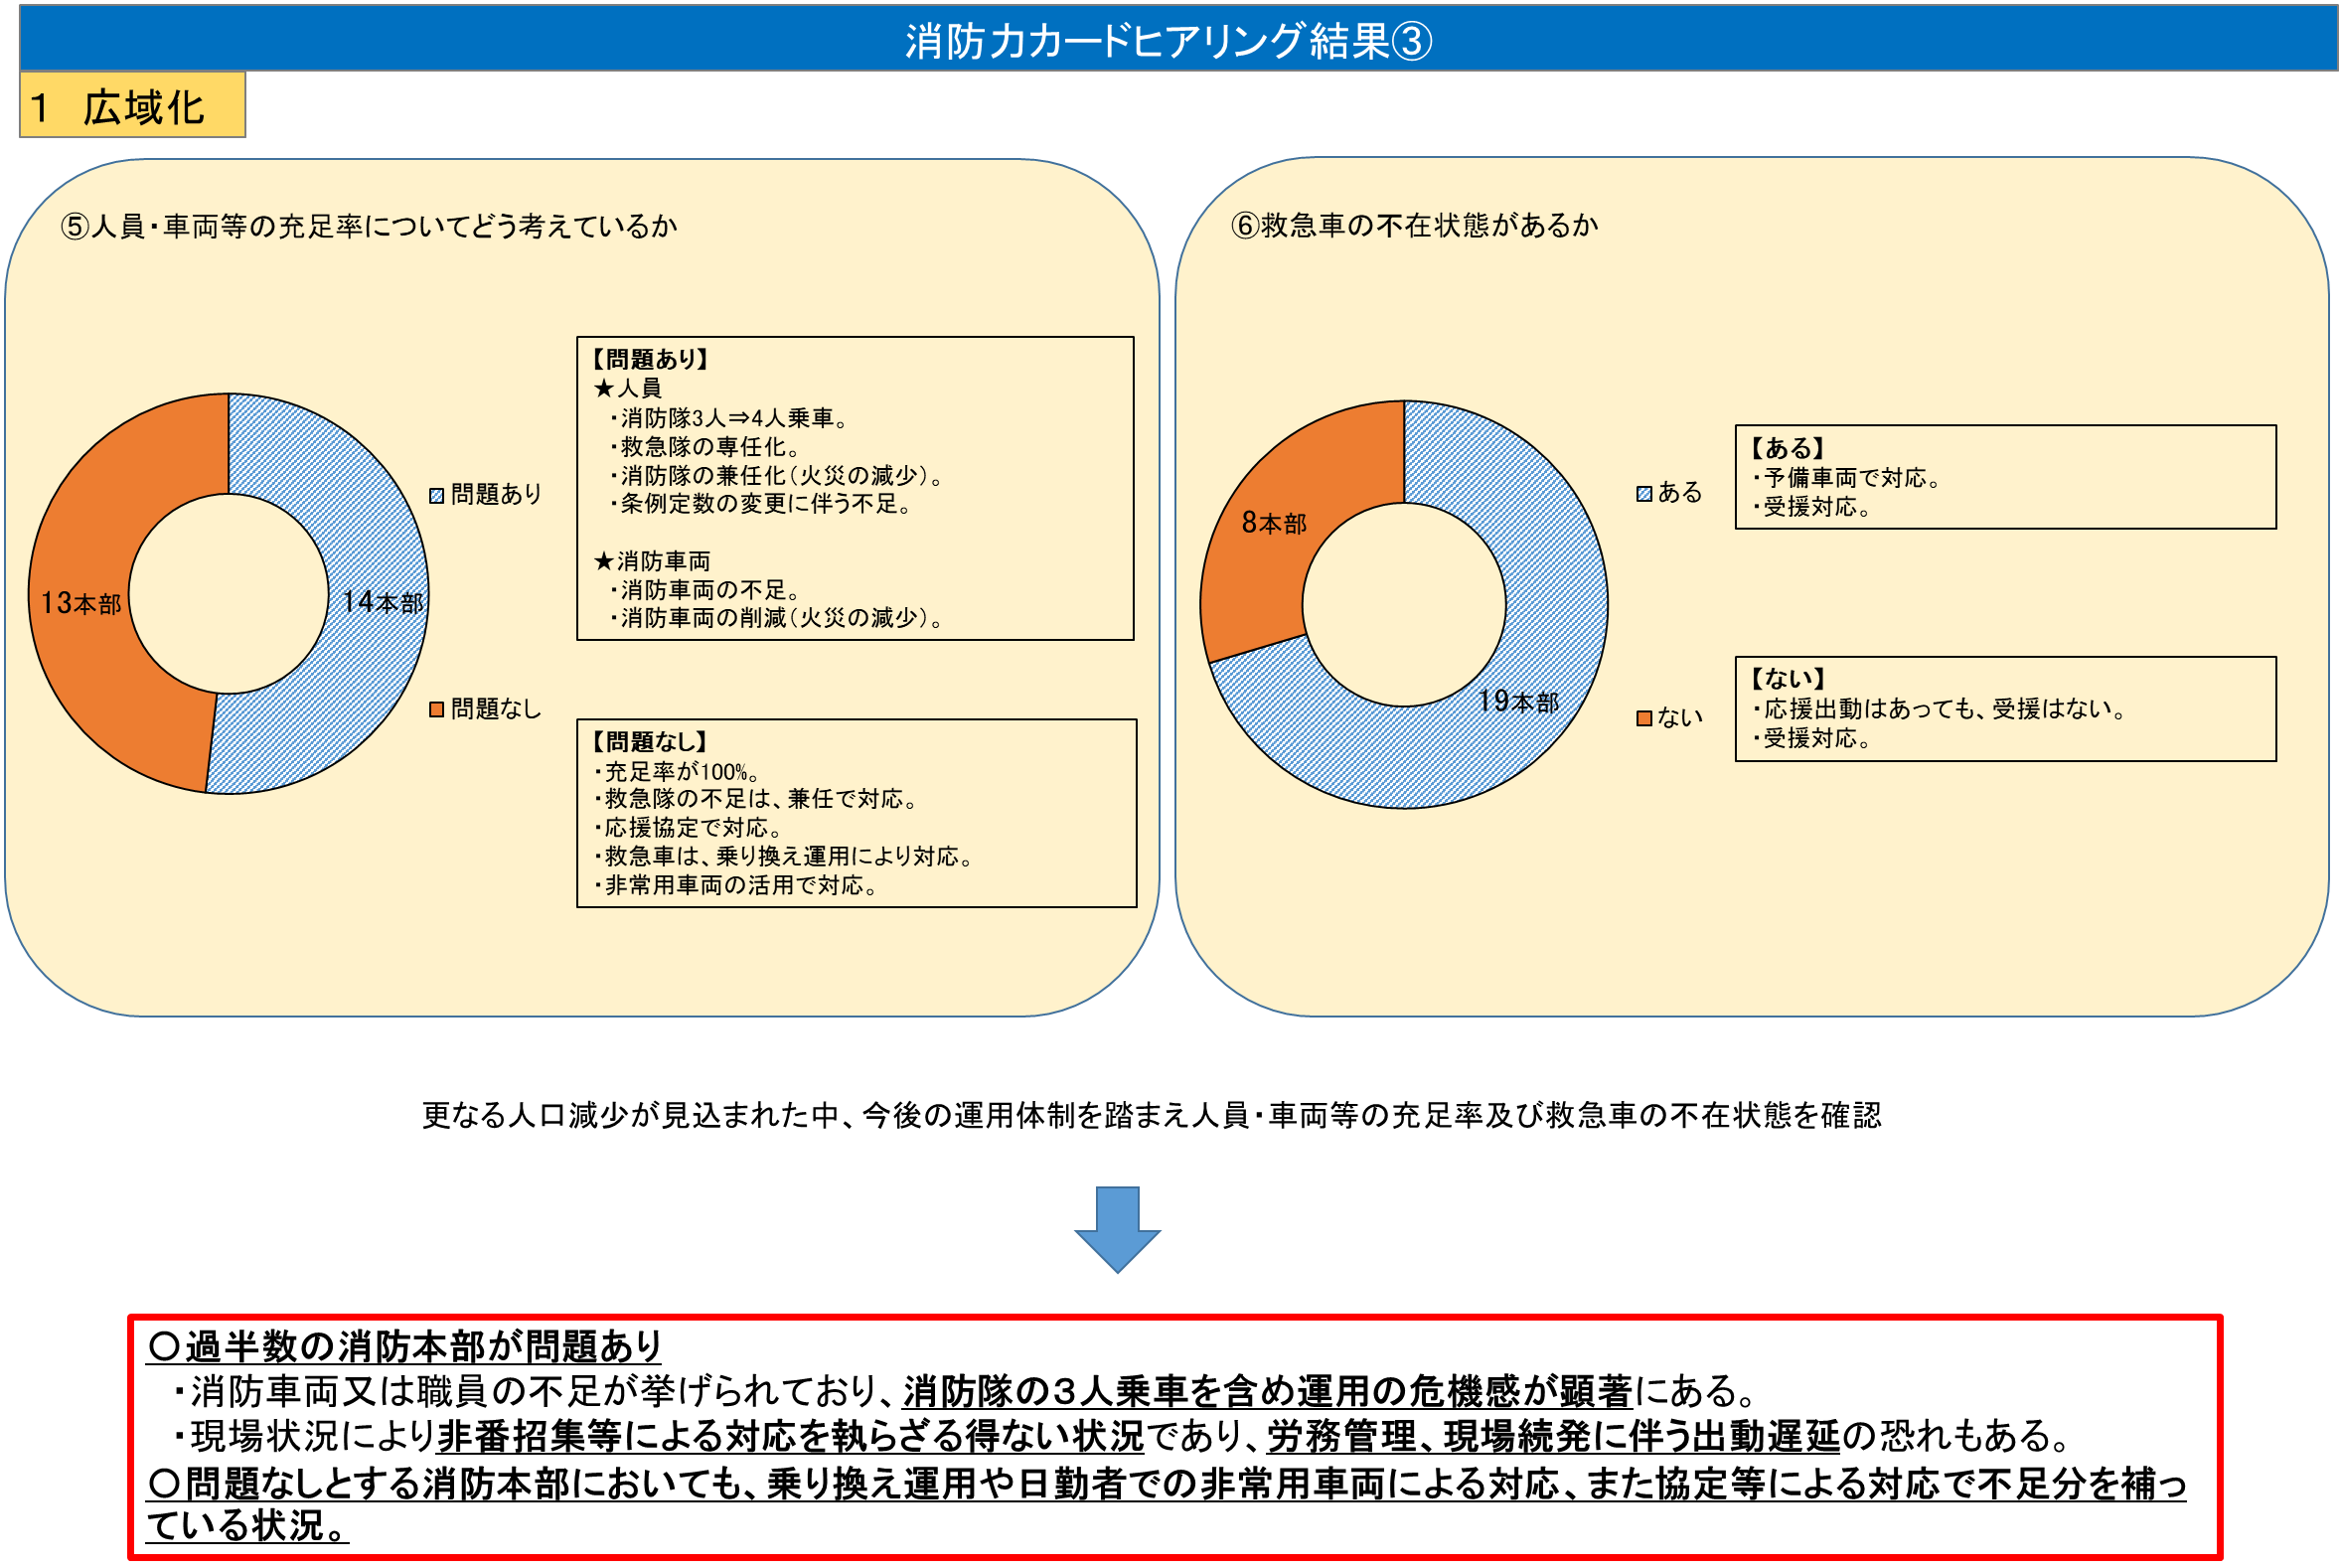 消防力カードヒアリング結果③
1　広域化
⑤人員・車両等の充足率についてどう考えているか
13本部
14本部
問題あり
問題なし
【問題あり】
★人員
・消防隊3人⇒4人乗車。
・救急隊の専任化。
・消防隊の兼任化（火災の減少）。
・条例定数の変更に伴う不足。
★消防車両
・消防車両の不足。
・消防車両の削減（火災の減少）。
【問題なし】
・充足率が100%。
・救急隊の不足は、兼任で対応。
・応援協定で対応。
・救急車は、乗り換え運用により対応。
・非常用車両の活用で対応。
⑥救急車の不在状態があるか
8本部
19本部
ある
ない
【ある】
・予備車両で対応。
・受援対応。
【ない】
・応援出動はあっても、受援はない。
・受援対応。
更なる人口減少が見込まれた中、今後の運用体制を踏まえ人員・車両等の充足率及び救急車の不在状態を確認
〇過半数の消防本部が問題あり
・消防車両又は職員の不足が挙げられており、消防隊の３人乗車を含め運用の危機感が顕著にある。
・現場状況により非番招集等による対応を執らざる得ない状況であり、労務管理、現場続発に伴う出動遅延の恐れもある。
〇問題なしとする消防本部においても、乗り換え運用や日勤者での非常用車両による対応、また協定等による対応で不足分を補っ
ている状況。